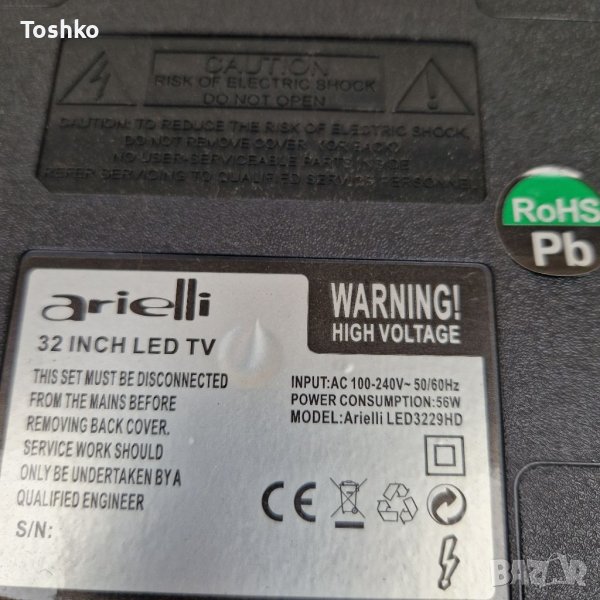 Toshko
CAUTION
RISK OF ELECTRIC SHOCK
DO NOT OPEN
CAUTION: TO REDUCE THE RISK OF ELECTRIC SHOCK,
DO NOT REMOVE COVER (OR BACK)
NO USER-SERVICEABLE PARTS INSIDE
REFER SERVICING TO QUALIFIED SERVICE PERSONNEL
RoHS
Pb
arielli
32 INCH LED TV
THIS SET MUST BE DISCONNECTED
FROM THE MAINS BEFORE
REMOVING BACK COVER.
SERVICE WORK SHOULD
ONLY BE UNDERTAKEN BY A
QUALIFIED ENGINEER
S/N:
WARNING!
HIGH VOLTAGE
INPUT:AC 100-240V~ 50/60Hz
POWER CONSUMPTION:56W
MODEL:Arielli LED3229HD
CE
BAZAR